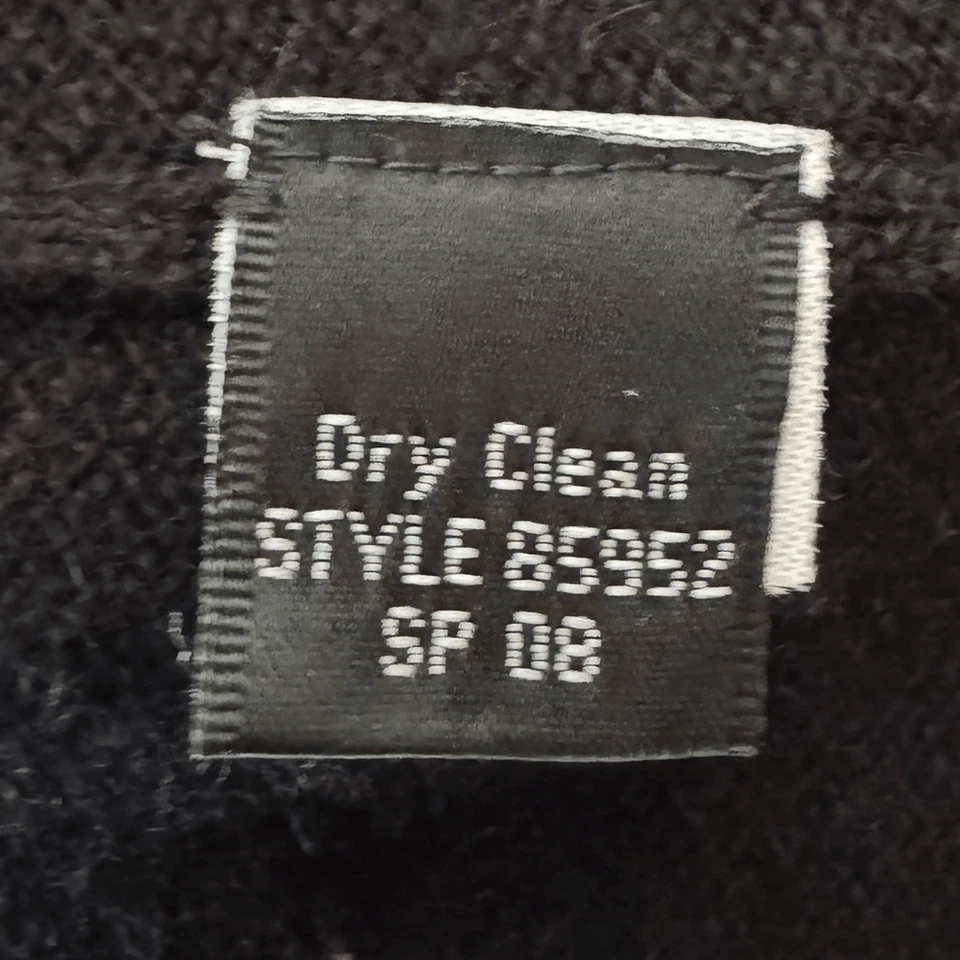 Dry Clean
STYLE 85952
SP 08